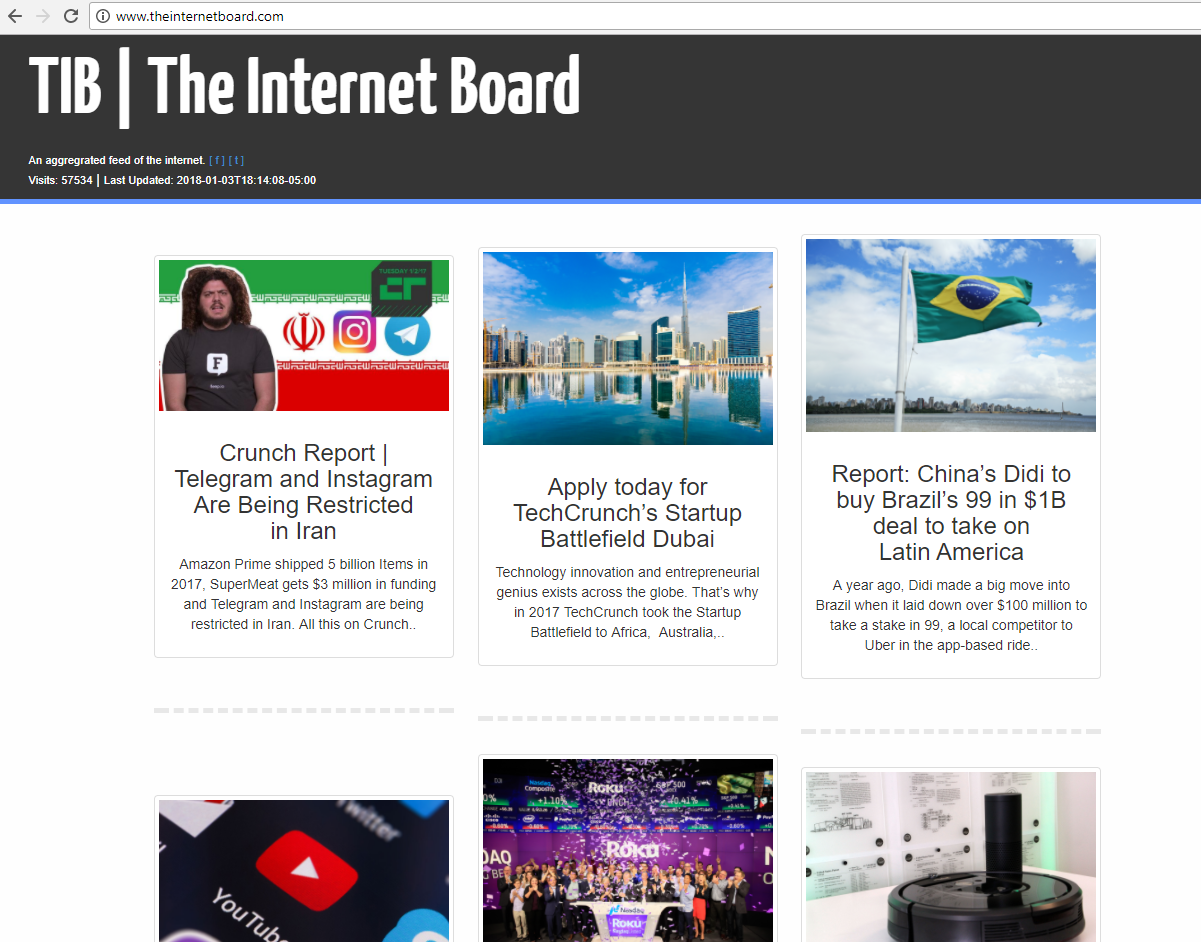 www.theinternetboard.com
TIB | The Internet Board
An aggregrated feed of the internet. [ f ] [ t ]
Visits: 57534 | Last Updated: 2018-01-03T18:14:08-05:00
TUESDAY 1/2/17
F
Crunch Report |
Telegram and Instagram
Are Being Restricted
in Iran
Amazon Prime shipped 5 billion Items in
2017, SuperMeat gets $3 million in funding
and Telegram and Instagram are being
restricted in Iran. All this on Crunch..
Apply today for
TechCrunch’s Startup
Battlefield Dubai
Technology innovation and entrepreneurial
genius exists across the globe. That’s why
in 2017 TechCrunch took the Startup
Battlefield to Africa,  Australia,..
Report: China’s Didi to
buy Brazil’s 99 in $1B
deal to take on
Latin America
A year ago, Didi made a big move into
Brazil when it laid down over $100 million to
take a stake in 99, a local competitor to
Uber in the app-based ride..
Twitter
YouTube
Nasdaq
Composite
+1.10%
Roku
S&P 500
+0.41%
Roku
Nasdaq
Roku